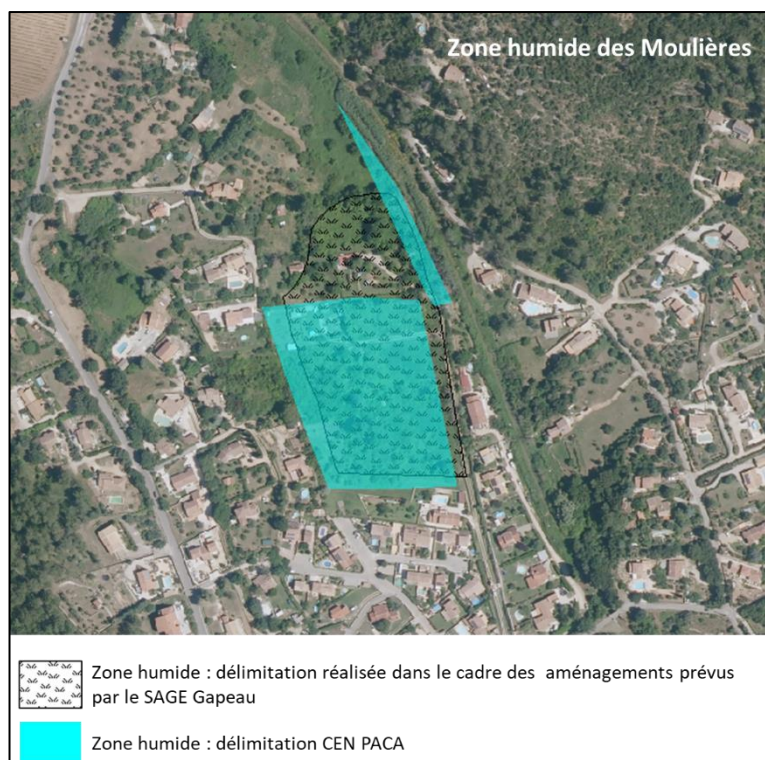 Zone humide des Moulières
Zone humide : délimitation réalisée dans le cadre des aménagements prévus
par le SAGE Gapeau
Zone humide : délimitation CEN PACA